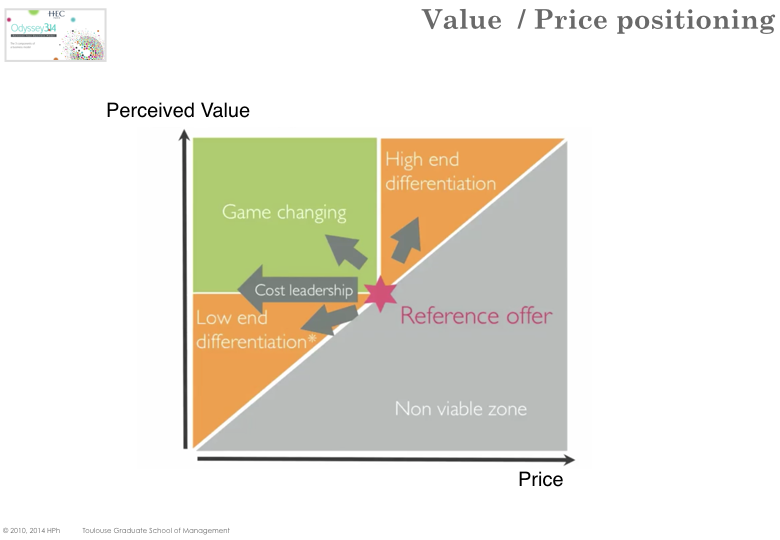 HEC
Odyssey3.14
Value / Price positioning
Perceived Value
High end
differentiation
Game changing
Cost leadership
Low end
differentiation*
Reference offer
Non viable zone
Price
© 2010, 2014 HPh Toulouse Graduate School of Management